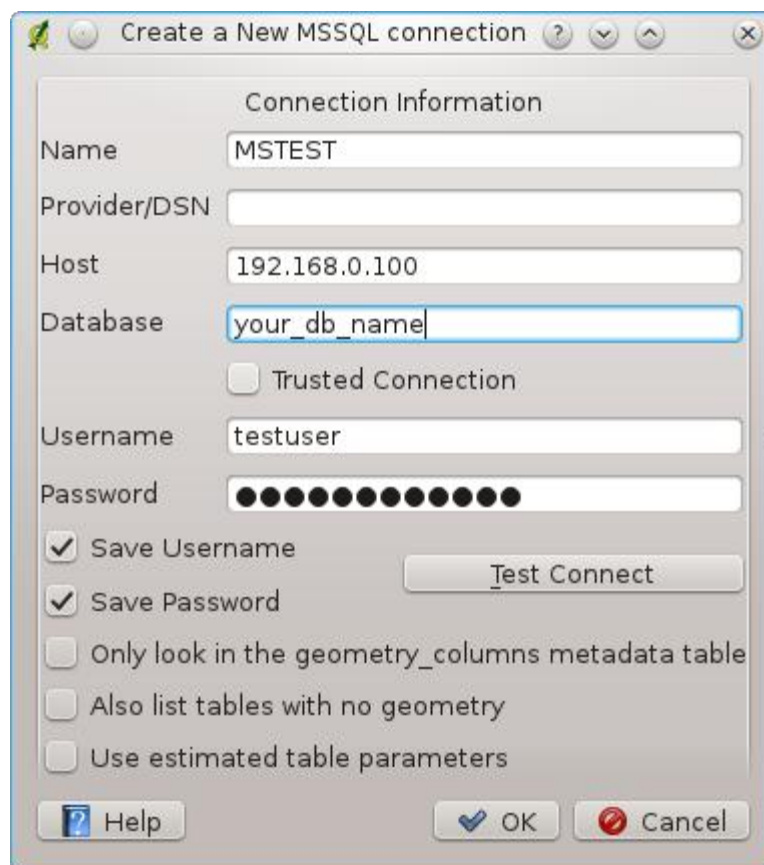 Create a New MSSQL connection ?
Connection Information
Name MSTEST
Provider/DSN
Host 192.168.0.100
Database your_db_name
Trusted Connection
Username testuser
Password ●●●●●●●●●●●●
Save Username
Test Connect
Save Password
Only look in the geometry_columns metadata table
Also list tables with no geometry
Use estimated table parameters
? Help OK Cancel